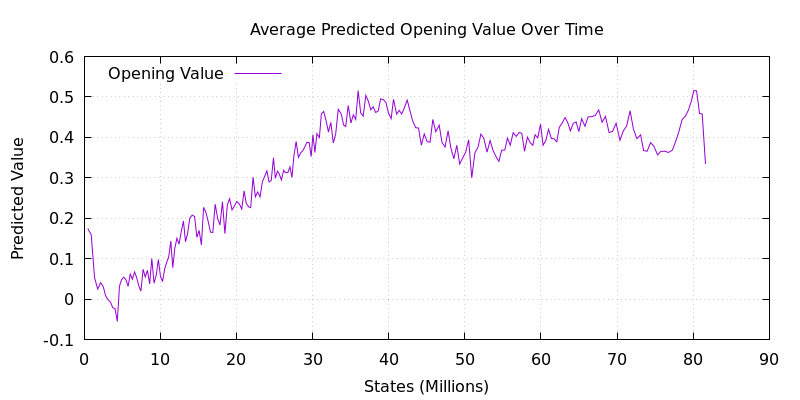 Average Predicted Opening Value Over Time
Opening Value
Predicted Value
0.6
0.5
0.4
0.3
0.2
0.1
0
-0.1
0 10 20 30 40 50 60 70 80 90
States (Millions)